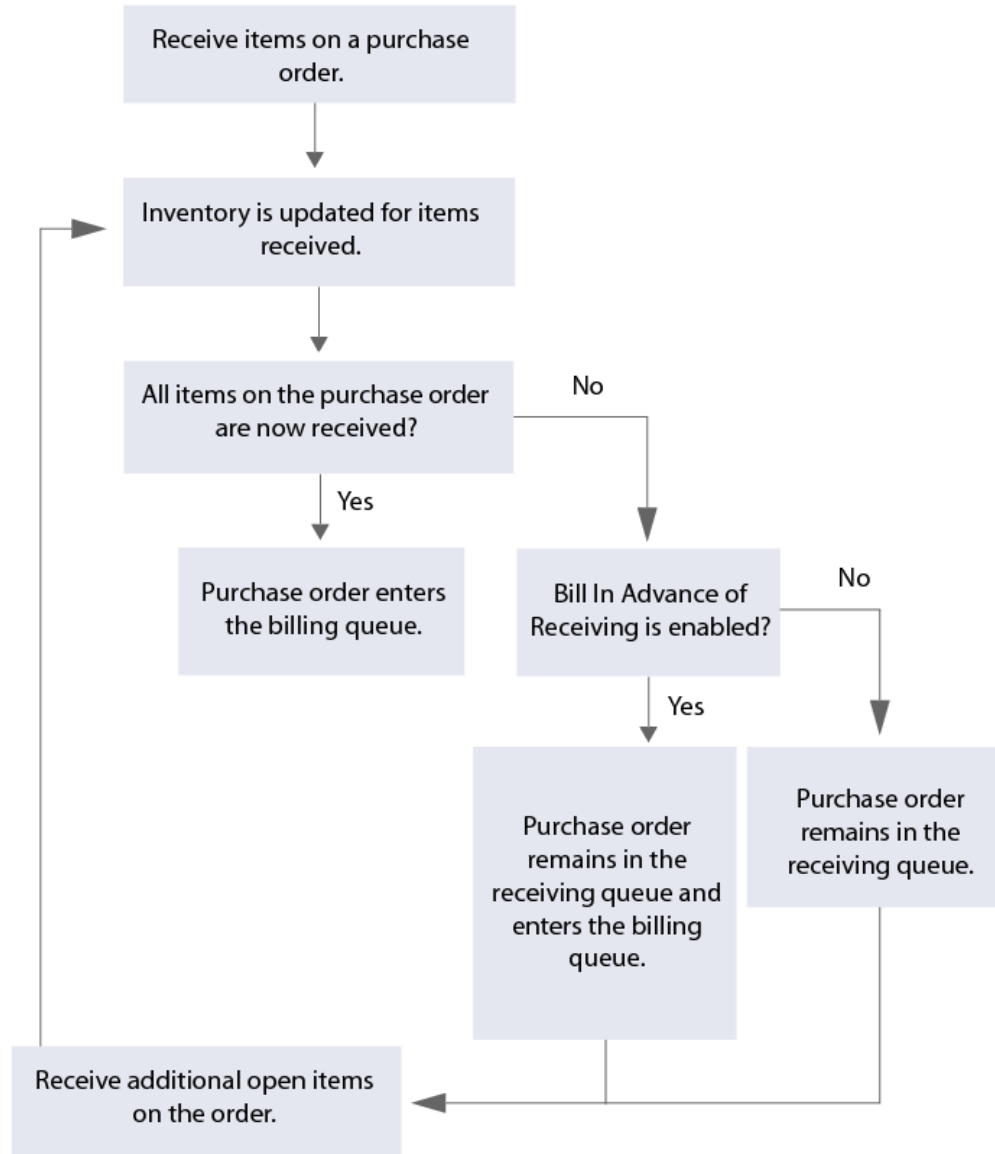 Receive items on a purchase
order.
Inventory is updated for items
received.
All items on the purchase order
are now received?
No
Yes
Purchase order enters
the billing queue.
Bill In Advance of
Receiving is enabled?
No
Yes
Purchase order
remains in the
receiving queue and
enters the billing
queue.
Purchase order
remains in the
receiving queue.
Receive additional open items
on the order.